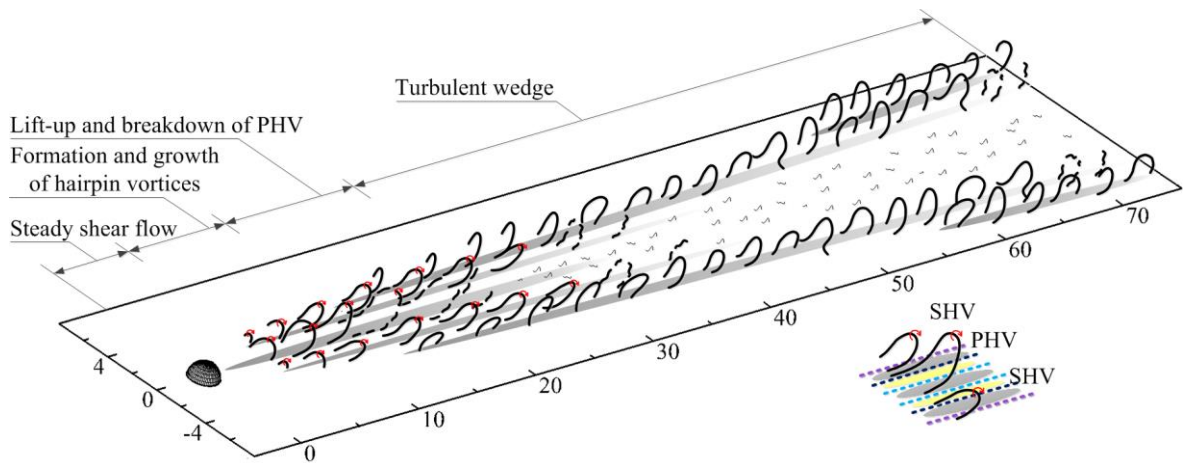 Turbulent wedge
Lift-up and breakdown of PHV
Formation and growth
of hairpin vortices
Steady shear flow
4
0
-4
0
10
20
30
40
50
60
70
SHV
PHV
SHV